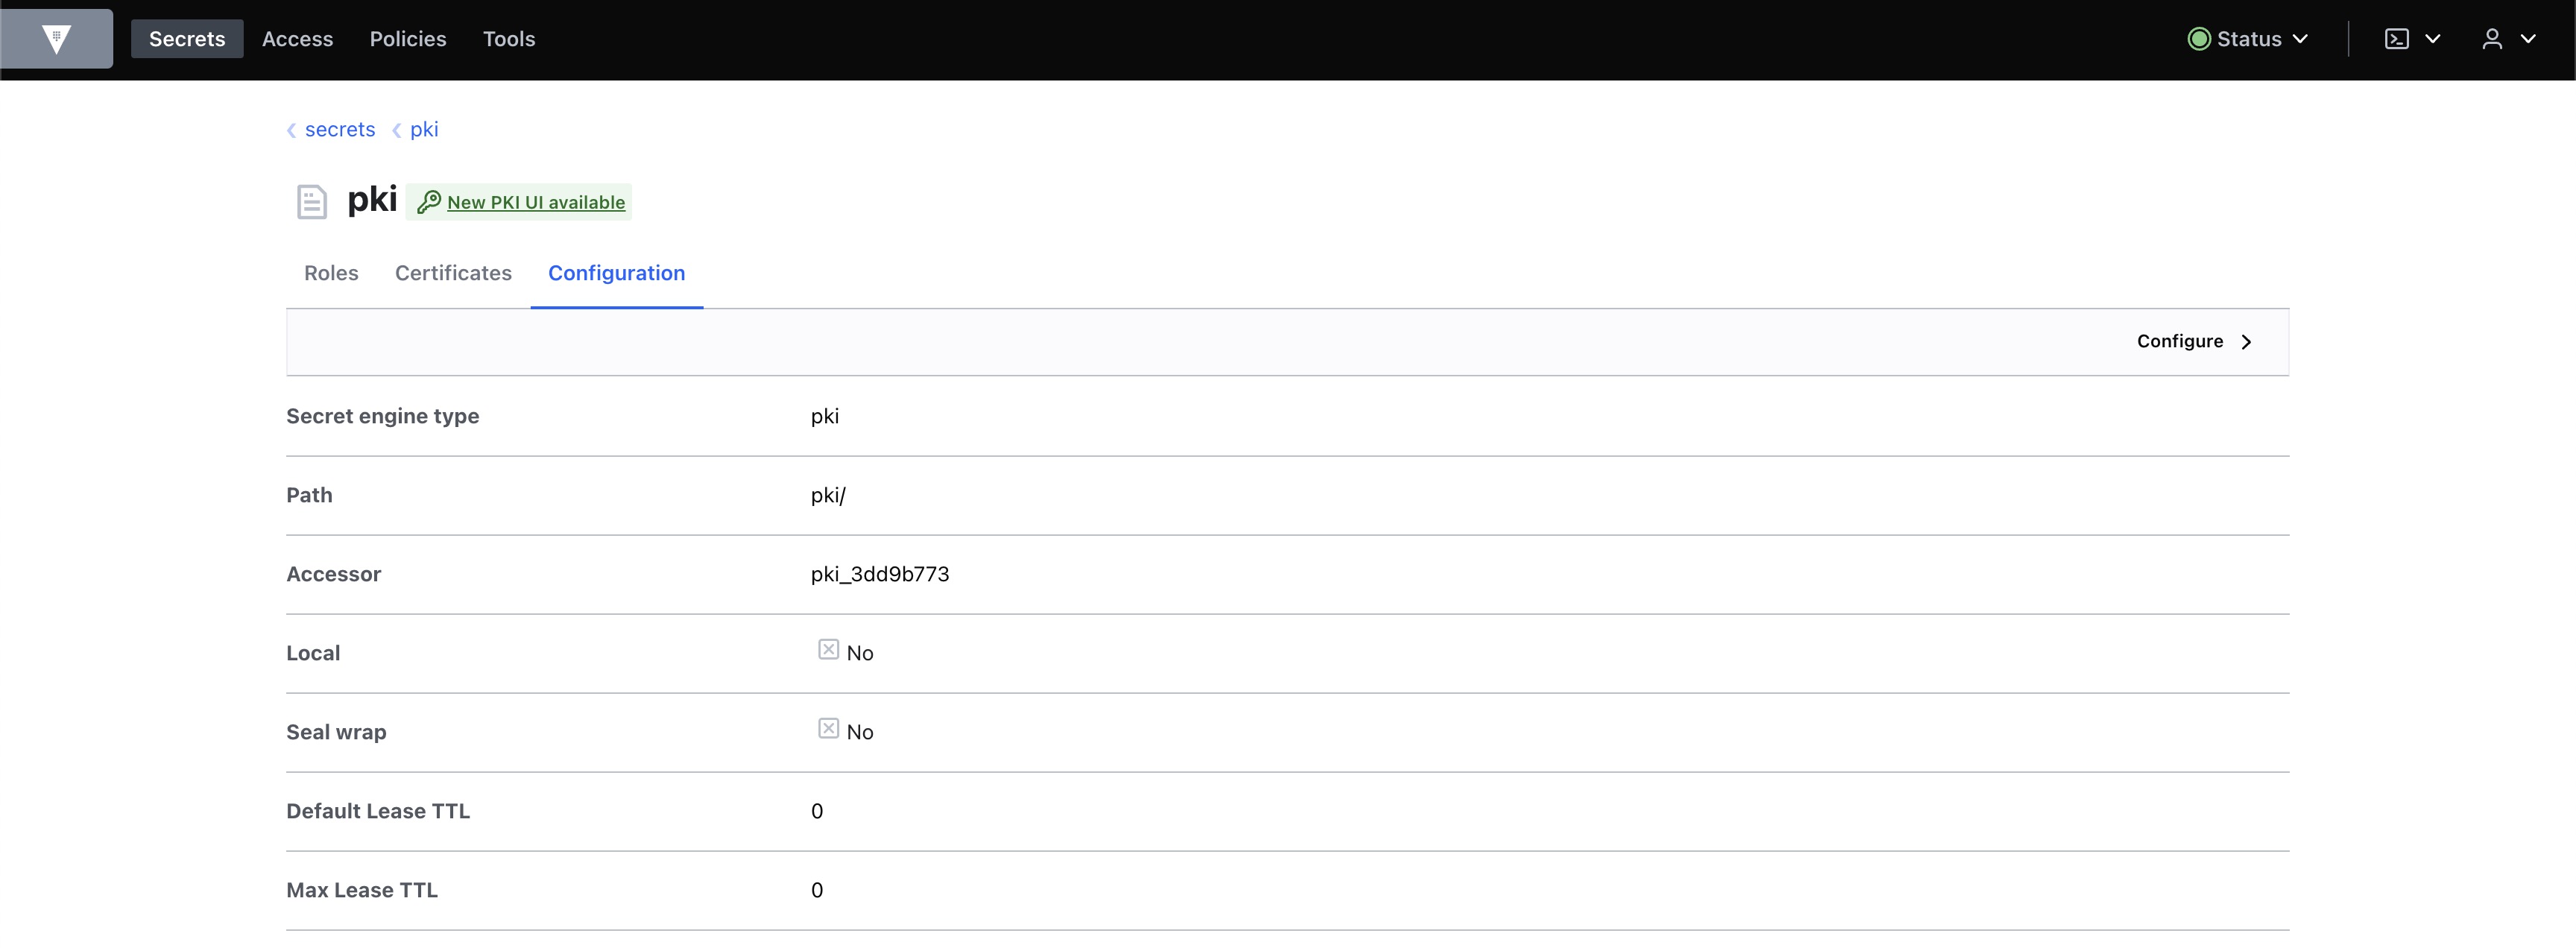 Secrets Access Policies Tools Status
secrets pki
pki New PKI UI available
Roles Certificates Configuration
Configure
Secret engine type pki
Path pki/
Accessor pki_3dd9b773
Local No
Seal wrap No
Default Lease TTL 0
Max Lease TTL 0